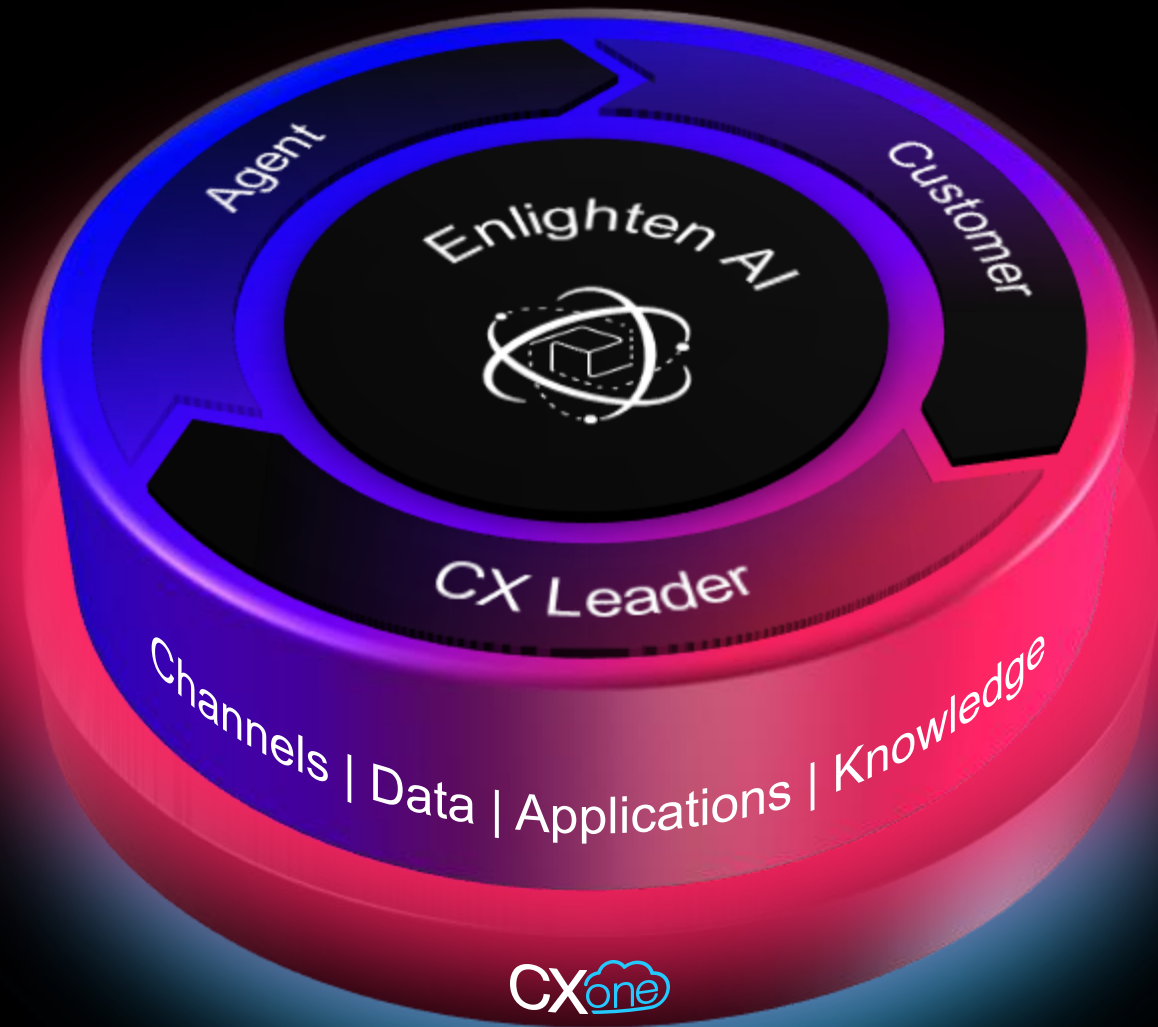 Agent
Customer
Enlighten AI
CX Leader
Channels | Data | Applications | Knowledge
CXone